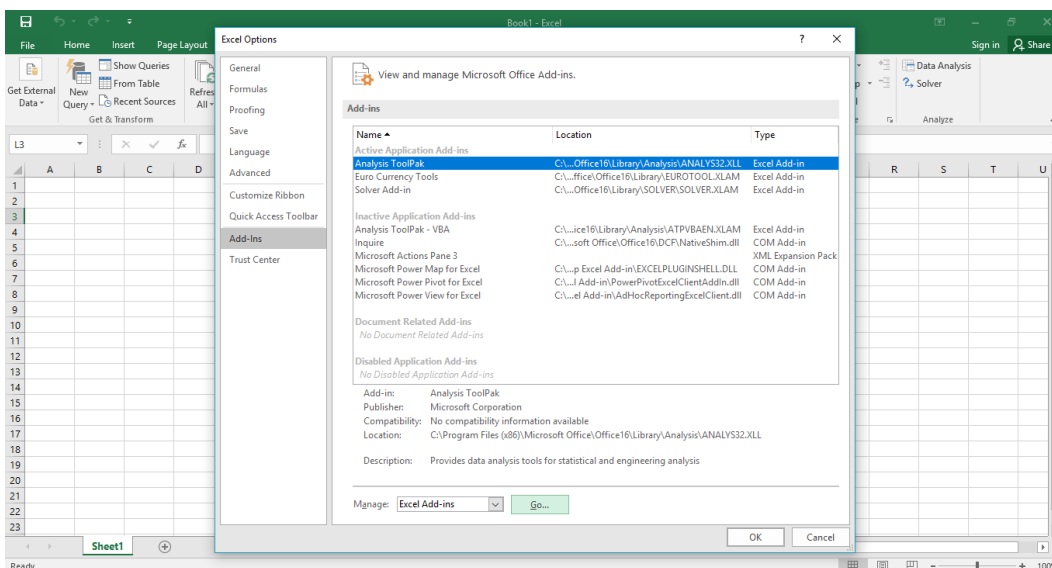 Book1 - Excel
File Home Insert Page Layout
Sign in Share
Get External Data
New Query
Show Queries
From Table
Recent Sources
Refres
All
Get & Transform
Data Analysis
Solver
Analyze
L3
fx
A B C D R S T U
1
2
3
4
5
6
7
8
9
10
11
12
13
14
15
16
17
18
19
20
21
22
23
Excel Options ? ×
General
Formulas
Proofing
Save
Language
Advanced
Customize Ribbon
Quick Access Toolbar
Add-Ins
Trust Center
View and manage Microsoft Office Add-ins.
Add-ins
Name Location Type
Active Application Add-ins
Analysis ToolPak C:\...Office16\Library\Analysis\ANALYS32.XLL Excel Add-in
Euro Currency Tools C:\...ffice\Office16\Library\EUROTOOL.XLAM Excel Add-in
Solver Add-in C:\...Office16\Library\SOLVER\SOLVER.XLAM Excel Add-in
Inactive Application Add-ins
Analysis ToolPak - VBA C:\...ice16\Library\Analysis\ATPVBAEN.XLAM Excel Add-in
Inquire C:\...soft Office\Office16\DCF\NativeShim.dll COM Add-in
Microsoft Actions Pane 3 XML Expansion Pack
Microsoft Power Map for Excel C:\...p Excel Add-in\EXCELPLUGINSHELL.DLL COM Add-in
Microsoft Power Pivot for Excel C:\...l Add-in\PowerPivotExcelClientAddIn.dll COM Add-in
Microsoft Power View for Excel C:\...el Add-in\AdHocReportingExcelClient.dll COM Add-in
Document Related Add-ins
No Document Related Add-ins
Disabled Application Add-ins
No Disabled Application Add-ins
Add-in: Analysis ToolPak
Publisher: Microsoft Corporation
Compatibility: No compatibility information available
Location: C:\Program Files (x86)\Microsoft Office\Office16\Library\Analysis\ANALYS32.XLL
Description: Provides data analysis tools for statistical and engineering analysis
Manage: Excel Add-ins Go...
OK Cancel
Sheet1
Ready
100%